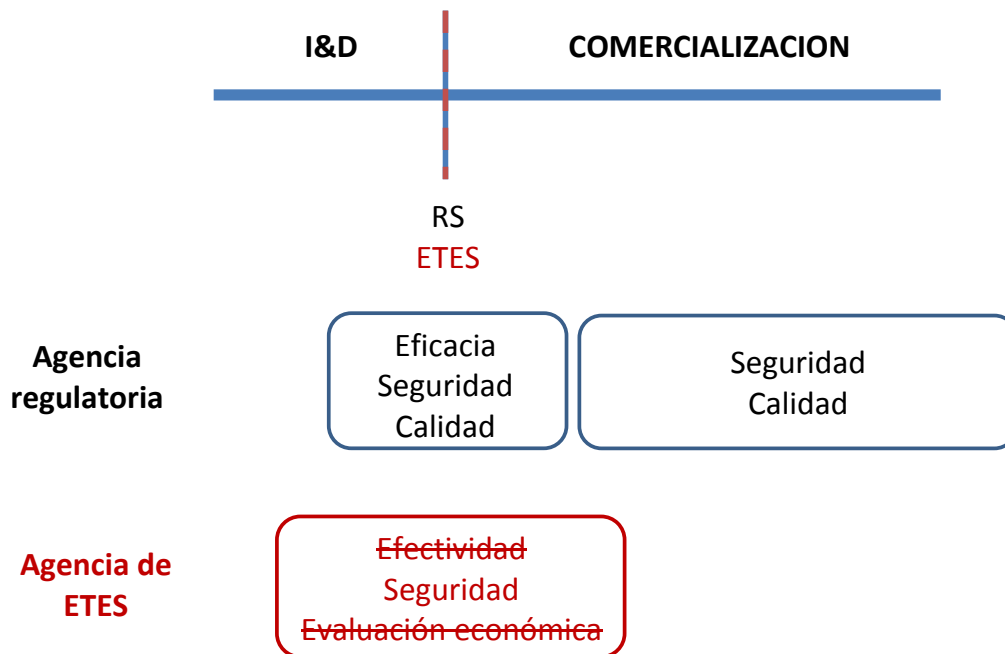 I&D
COMERCIALIZACION
RS
ETES
Agencia
regulatoria
Eficacia
Seguridad
Calidad
Seguridad
Calidad
Agencia de
ETES
Efectividad
Seguridad
Evaluación económica